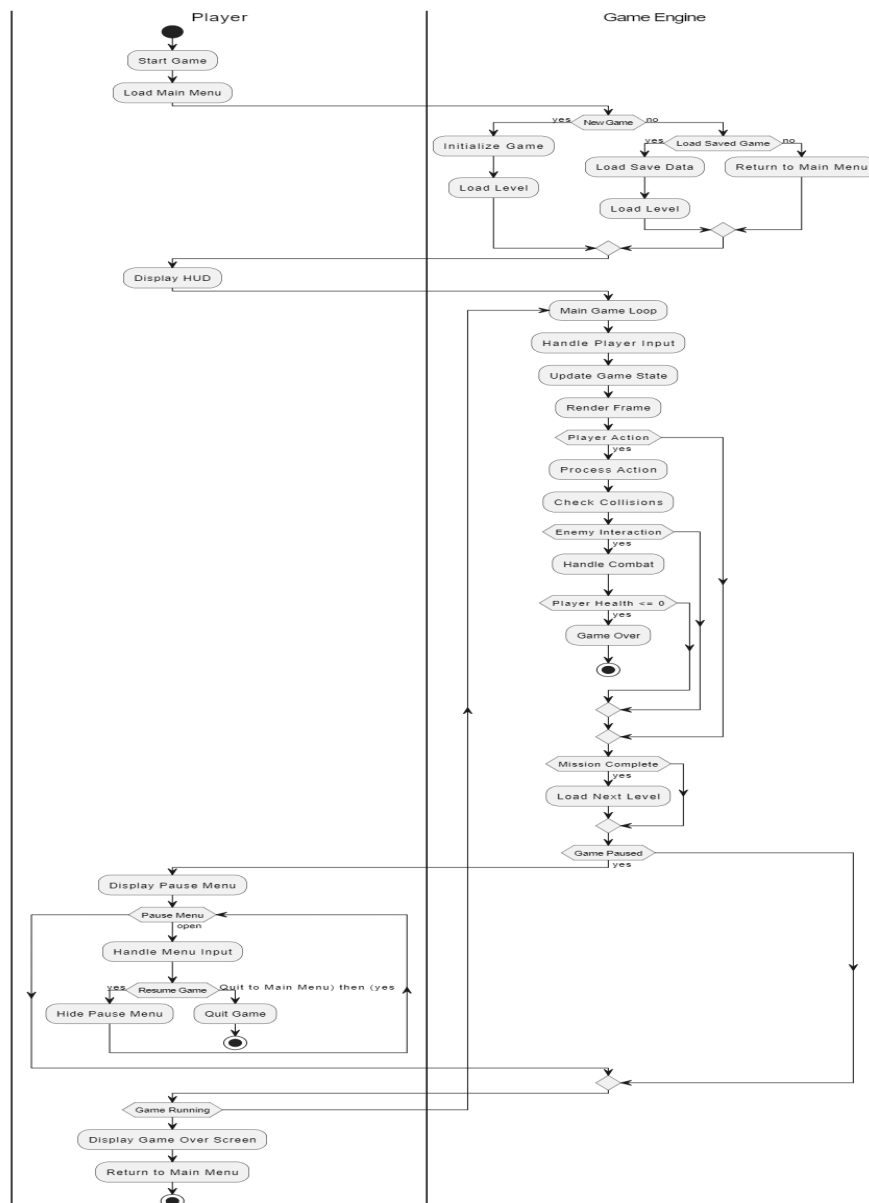 Player
Game Engine
Start Game
Load Main Menu
yes
New Game
no
Initialize Game
yes
Load Saved Game
no
Load Save Data
Return to Main Menu
Load Level
Load Level
Display HUD
Main Game Loop
Handle Player Input
Update Game State
Render Frame
Player Action
yes
Process Action
Check Collisions
Enemy Interaction
yes
Handle Combat
Player Health <= 0
yes
Game Over
Mission Complete
yes
Load Next Level
Game Paused
yes
Display Pause Menu
Pause Menu
open
Handle Menu Input
yes
Resume Game
Quit to Main Menu) then (yes
Hide Pause Menu
Quit Game
Game Running
Display Game Over Screen
Return to Main Menu